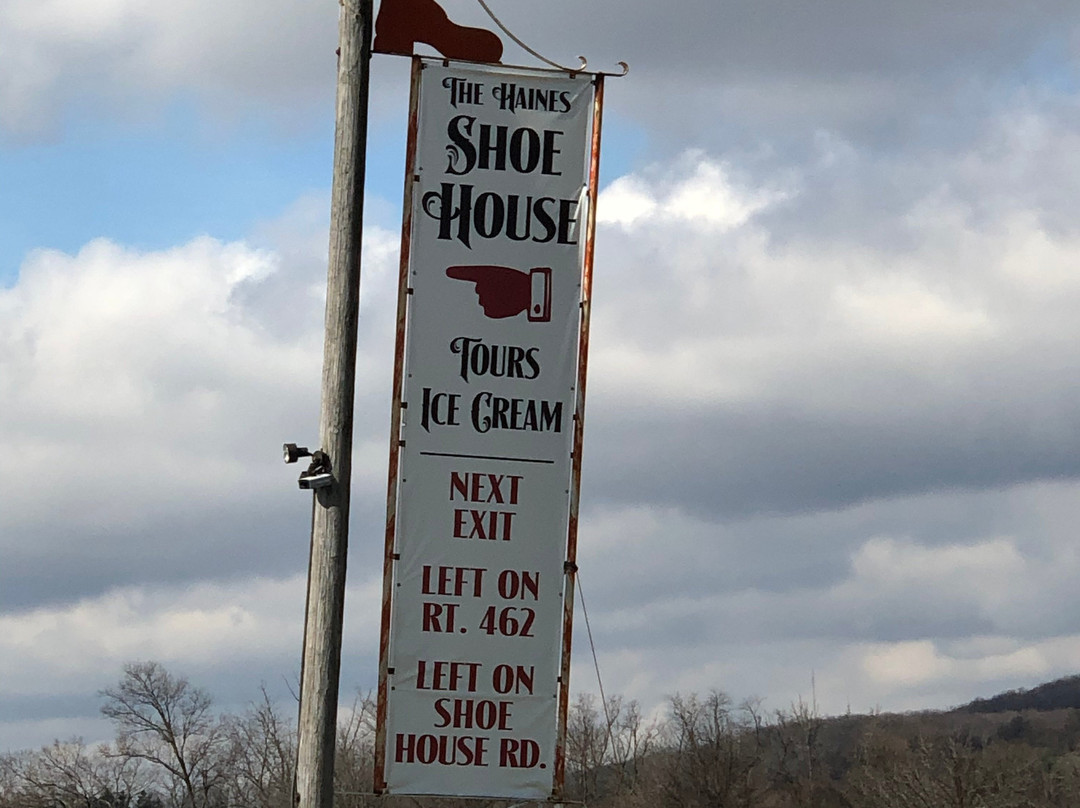 THE HAINES
SHOE
HOUSE
TOURS
ICE CREAM
NEXT
EXIT
LEFT ON
RT. 462
LEFT ON
SHOE
HOUSE RD.